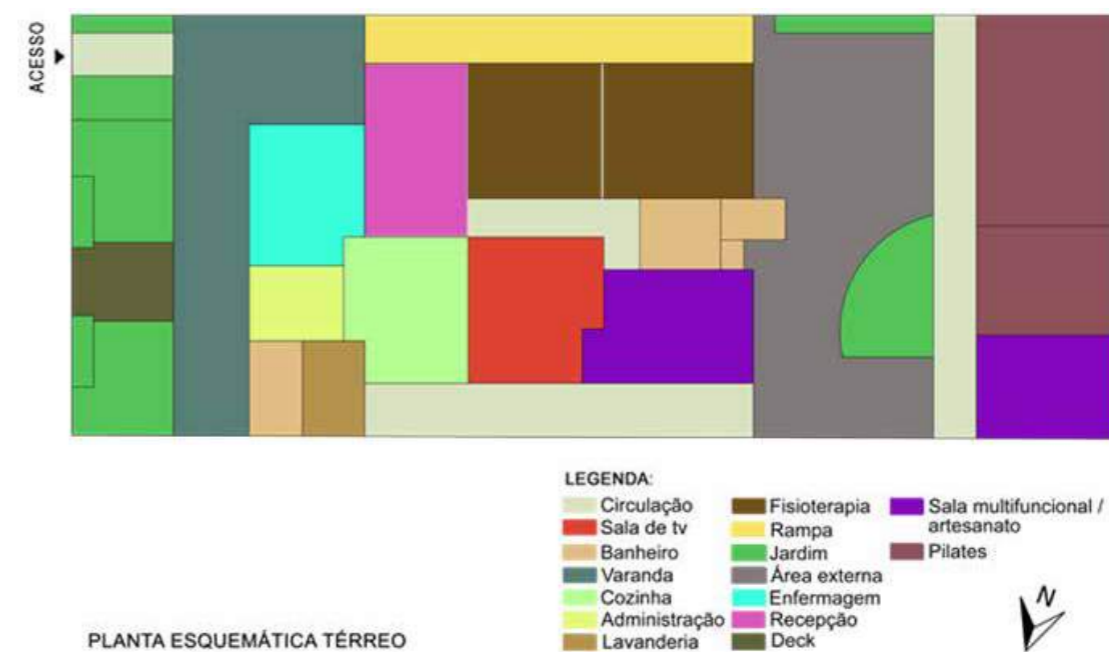 ACESSO
LEGENDA:
Circulação
Sala de tv
Banheiro
Varanda
Cozinha
Administração
Lavanderia
Fisioterapia
Rampa
Jardim
Área externa
Enfermagem
Recepção
Deck
Sala multifuncional /
artesanato
Pilates
N
PLANTA ESQUEMÁTICA TÉRREO